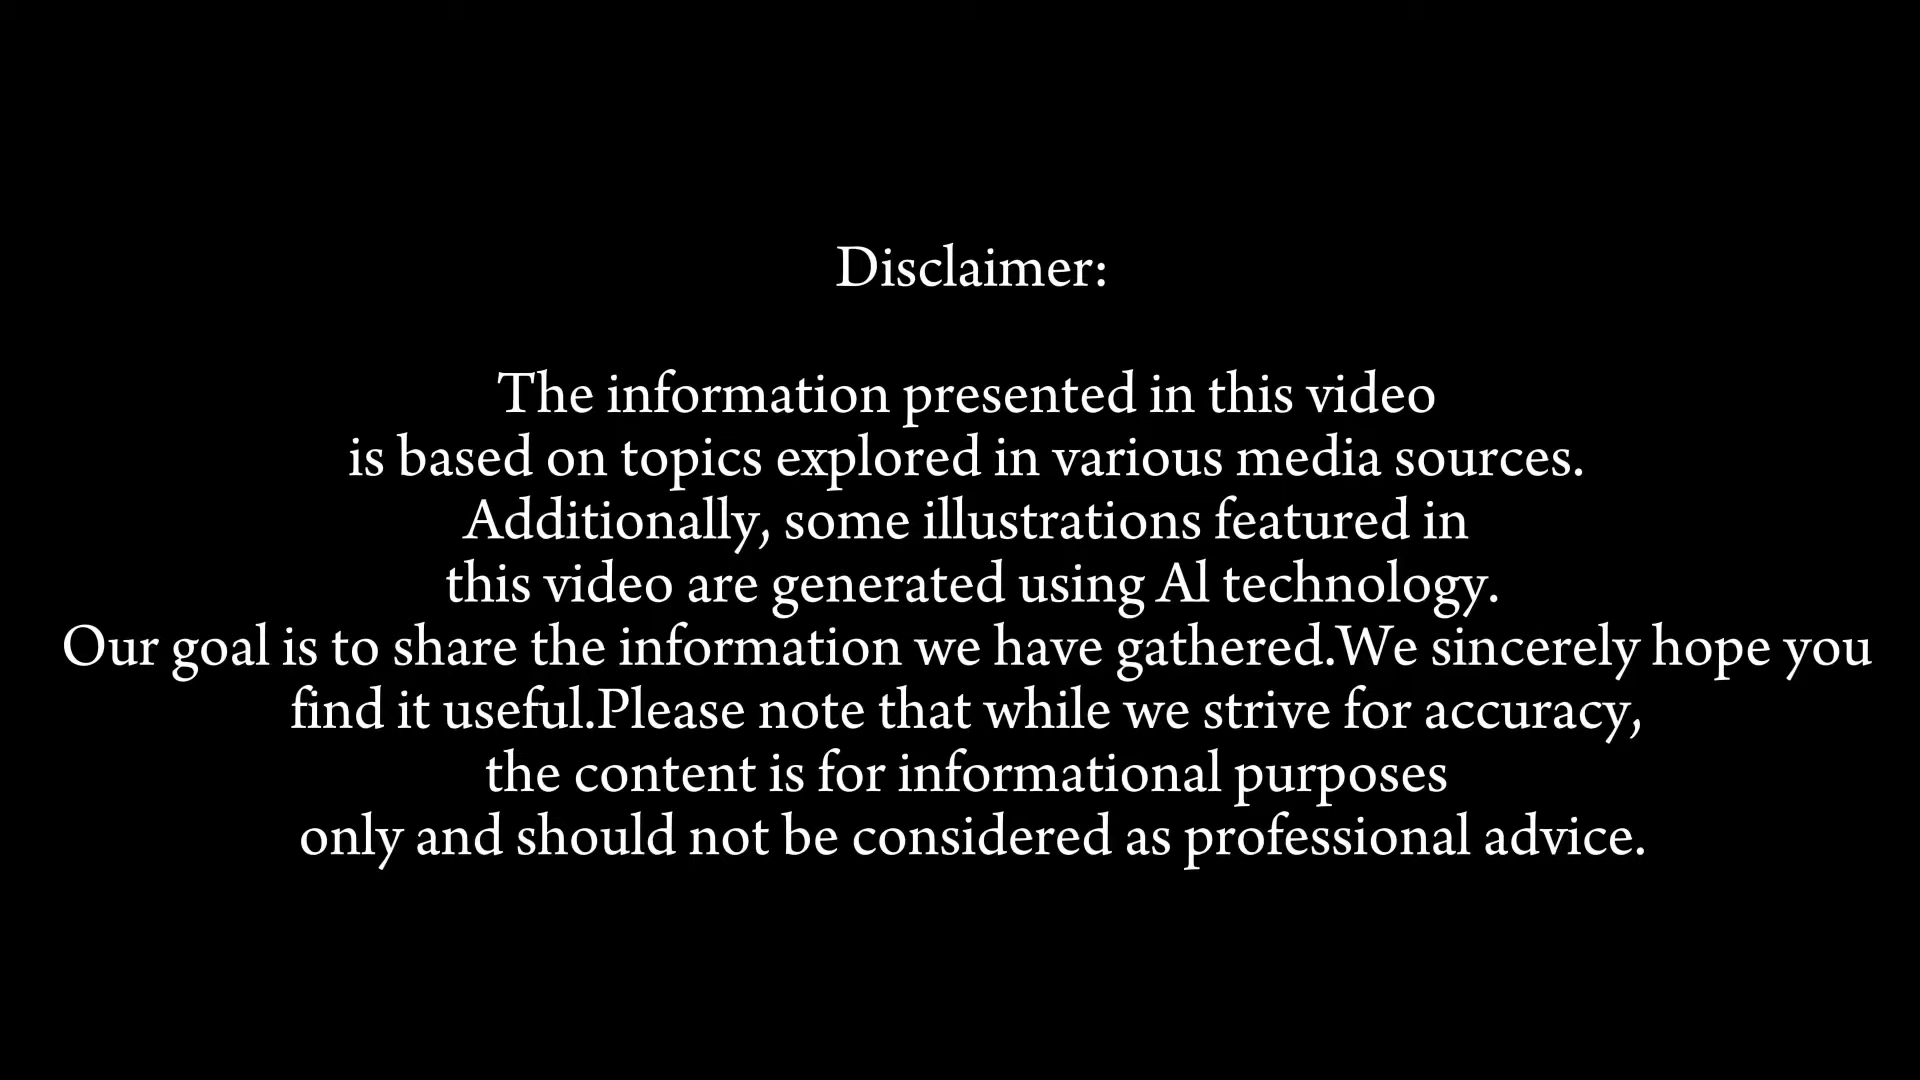 Disclaimer:
The information presented in this video
is based on topics explored in various media sources.
Additionally, some illustrations featured in
this video are generated using Al technology.
Our goal is to share the information we have gathered.We sincerely hope you
find it useful.Please note that while we strive for accuracy,
the content is for informational purposes
only and should not be considered as professional advice.